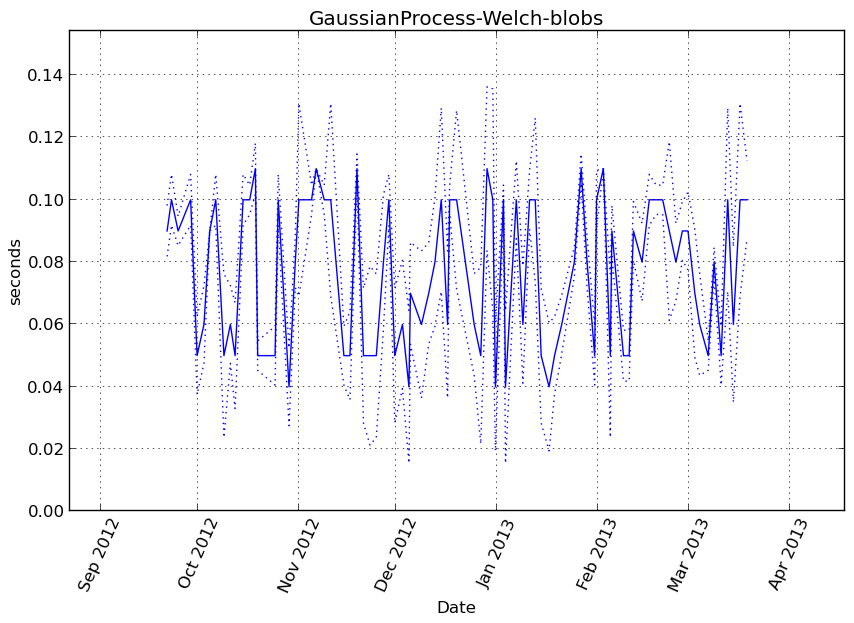 GaussianProcess-Welch-blobs
0.14
0.12
0.10
0.08
0.06
0.04
0.02
0.00
seconds
Sep 2012
Oct 2012
Nov 2012
Dec 2012
Jan 2013
Feb 2013
Mar 2013
Apr 2013
Date